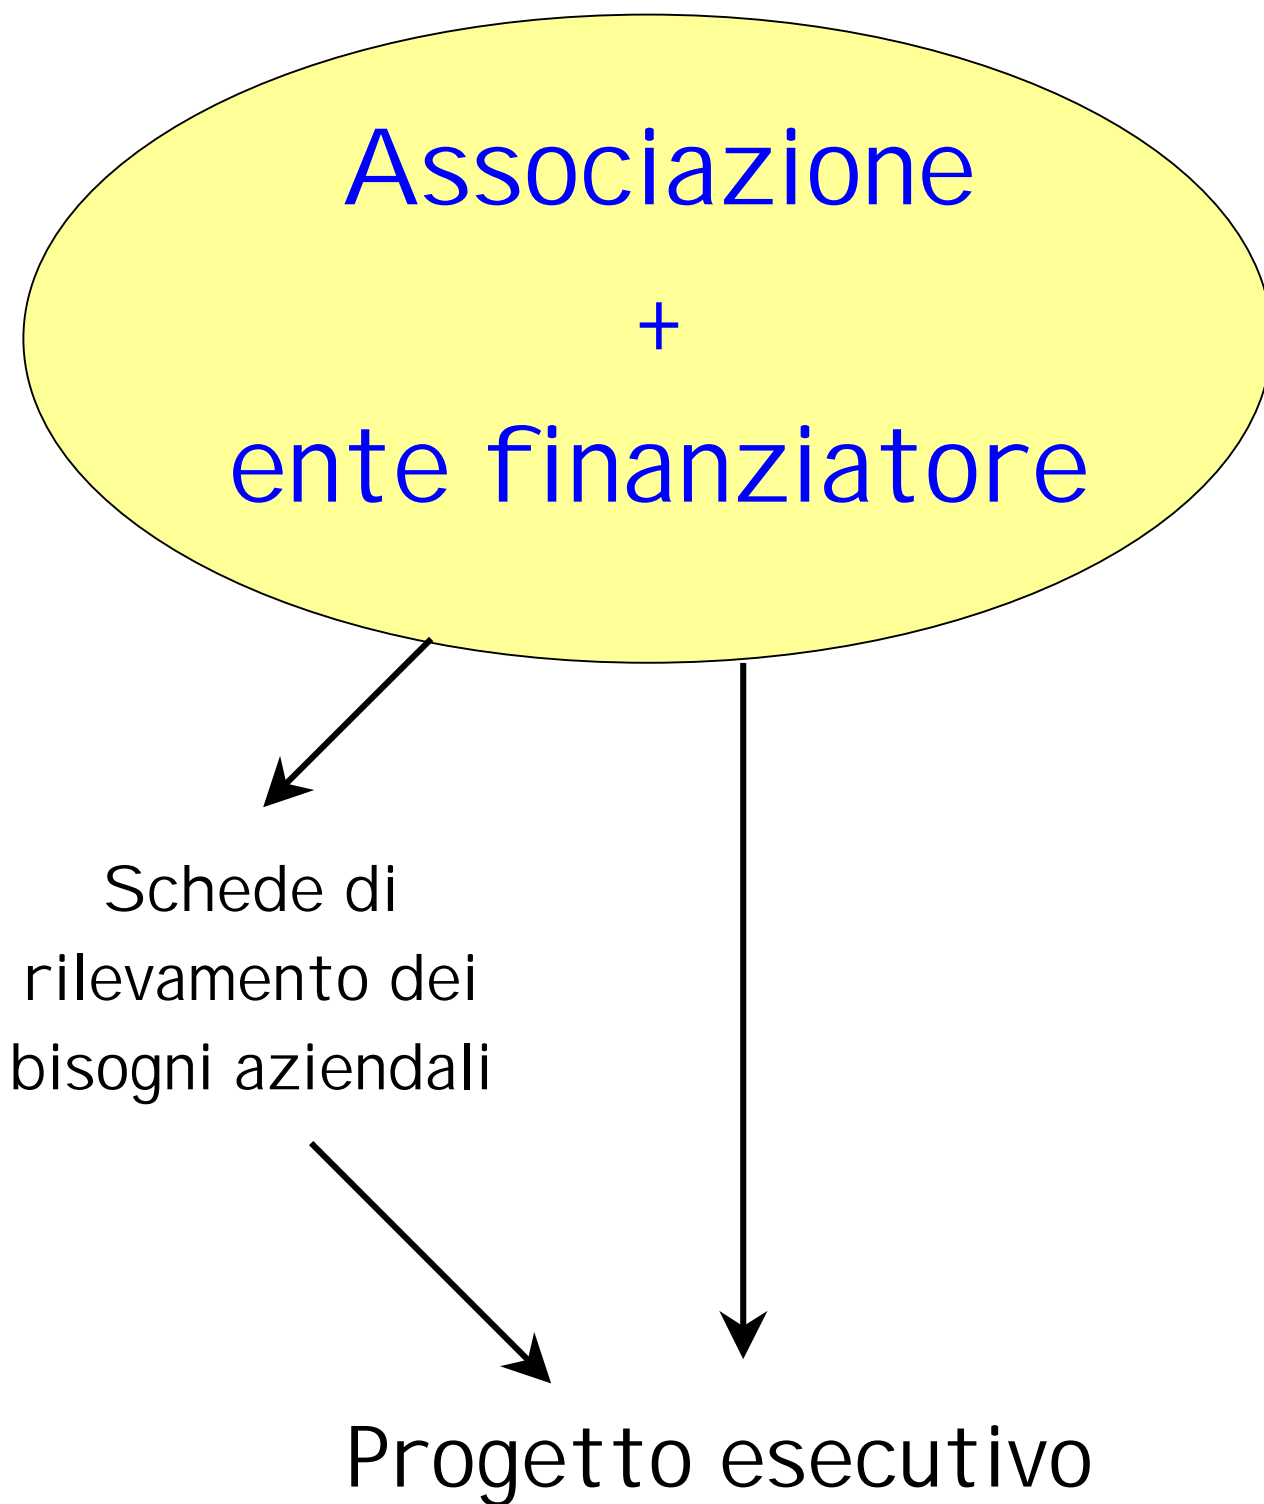 Associazione
+
ente finanziatore
Schede di
rilevamento dei
bisogni aziendali
Progetto esecutivo